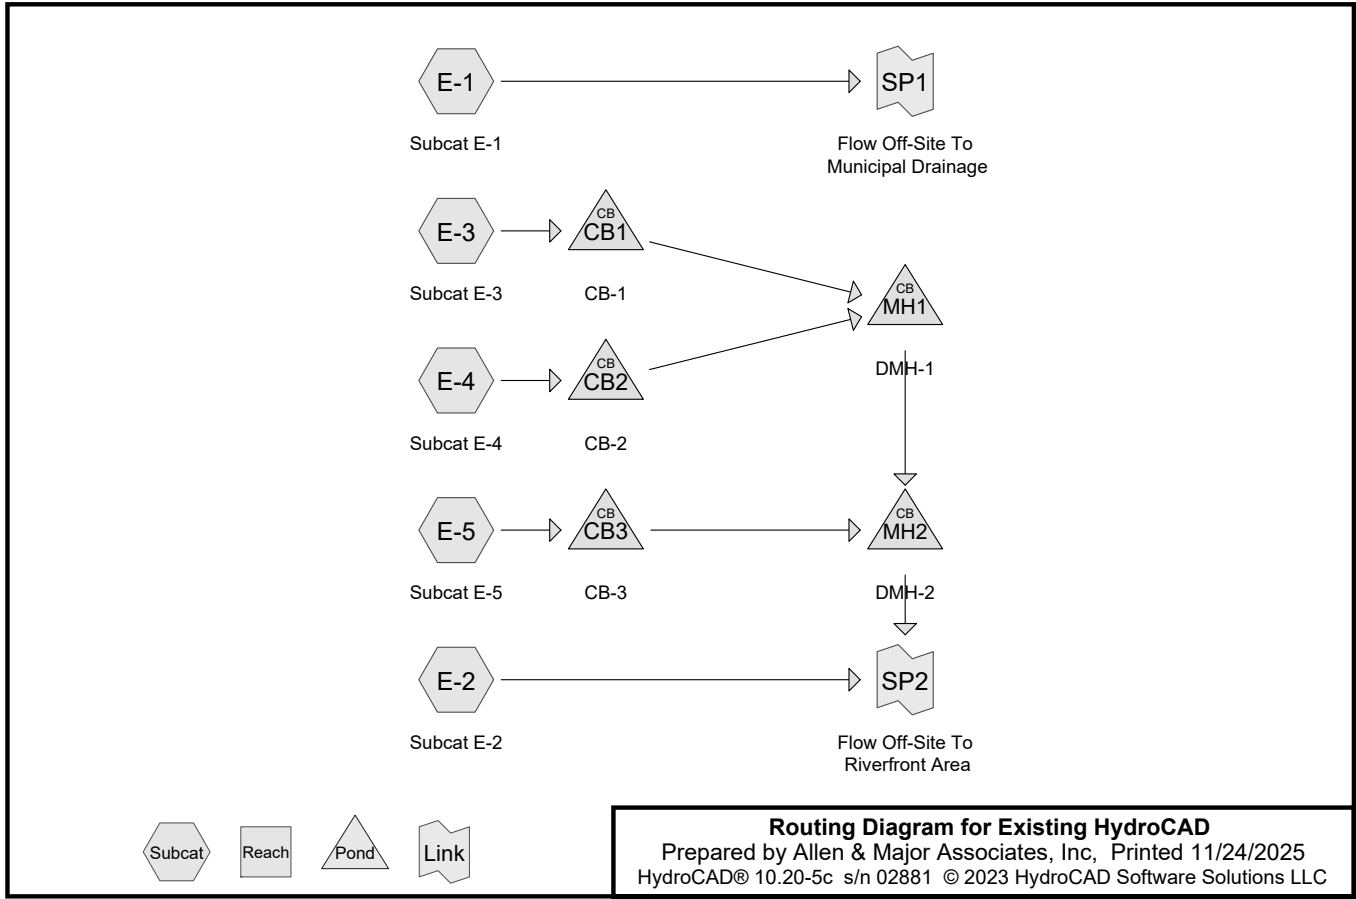 E-1
SP1
Subcat E-1
Flow Off-Site To
Municipal Drainage
E-3
CB
CB1
Subcat E-3
CB-1
CB
MH1
DMH-1
E-4
CB
CB2
Subcat E-4
CB-2
E-5
CB
CB3
CB
MH2
Subcat E-5
CB-3
DMH-2
E-2
SP2
Subcat E-2
Flow Off-Site To
Riverfront Area
Subcat
Reach
Pond
Link
Routing Diagram for Existing HydroCAD
Prepared by Allen & Major Associates, Inc,  Printed 11/24/2025
HydroCAD® 10.20-5c  s/n 02881  © 2023 HydroCAD Software Solutions LLC